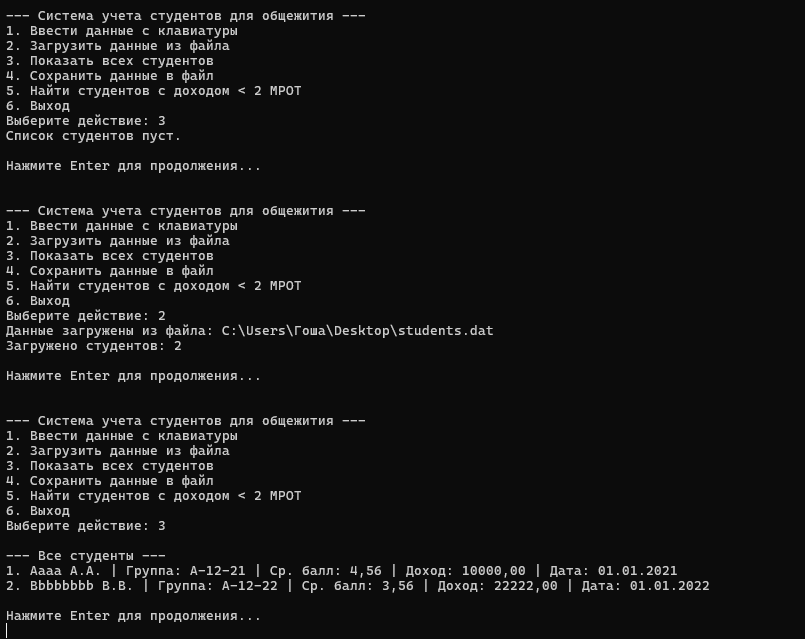 --- Система учета студентов для общежития ---
1. Ввести данные с клавиатуры
2. Загрузить данные из файла
3. Показать всех студентов
4. Сохранить данные в файл
5. Найти студентов с доходом < 2 МРОТ
6. Выход
Выберите действие: 3
Список студентов пуст.
Нажмите Enter для продолжения...
--- Система учета студентов для общежития ---
1. Ввести данные с клавиатуры
2. Загрузить данные из файла
3. Показать всех студентов
4. Сохранить данные в файл
5. Найти студентов с доходом < 2 МРОТ
6. Выход
Выберите действие: 2
Данные загружены из файла: C:\Users\Гоша\Desktop\students.dat
Загружено студентов: 2
Нажмите Enter для продолжения...
--- Система учета студентов для общежития ---
1. Ввести данные с клавиатуры
2. Загрузить данные из файла
3. Показать всех студентов
4. Сохранить данные в файл
5. Найти студентов с доходом < 2 МРОТ
6. Выход
Выберите действие: 3
--- Все студенты ---
1. Аааа А.А. | Группа: А-12-21 | Ср. балл: 4,56 | Доход: 10000,00 | Дата: 01.01.2021
2. Bbbbbbbb B.B. | Группа: А-12-22 | Ср. балл: 3,56 | Доход: 22222,00 | Дата: 01.01.2022
Нажмите Enter для продолжения...